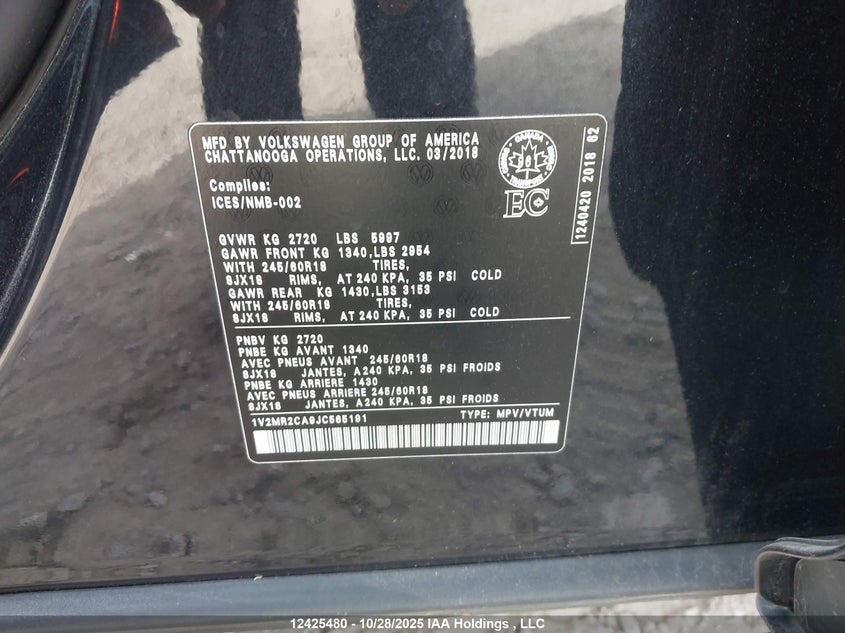 MFD BY VOLKSWAGEN GROUP OF AMERICA
CHATTANOOGA OPERATIONS, LLC. 03/2018
Complies:
ICES/NMB-002
CANADA
TRANSPORT
EC
1240420 2018 62
GVWR KG 2720 LBS 5997
GAWR FRONT KG 1340,LBS 2954
WITH 245/60R18 TIRES,
8JX18 RIMS, AT 240 KPA, 35 PSI COLD
GAWR REAR KG 1430,LBS 3153
WITH 245/60R18 TIRES,
8JX18 RIMS, AT 240 KPA, 35 PSI COLD
PNBV KG 2720
PNBE KG AVANT 1340
AVEC PNEUS AVANT 245/60R18
8JX18 JANTES, A240 KPA, 35 PSI FROIDS
PNBE KG ARRIERE 1430
AVEC PNEUS ARRIERE 245/60R18
8JX18 JANTES, A240 KPA, 35 PSI FROIDS
1V2MR2CA9JC565191 TYPE: MPV/VTUM
12425480 - 10/28/2025 IAA Holdings , LLC